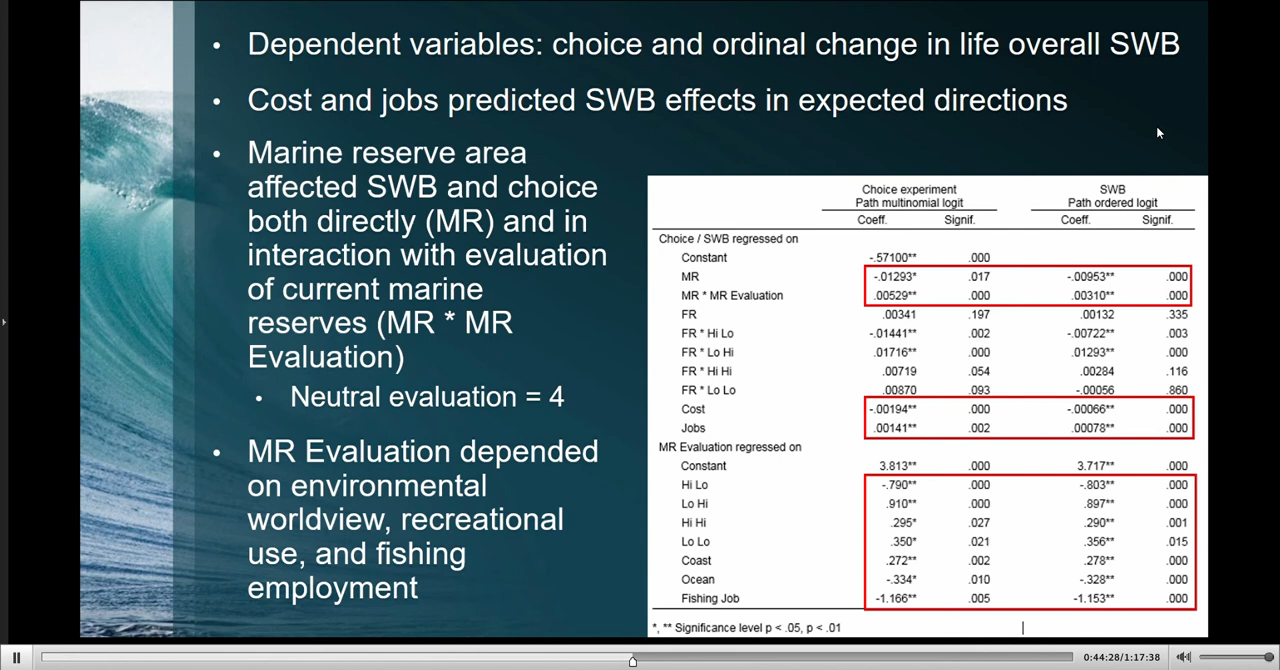 • Dependent variables: choice and ordinal change in life overall SWB
• Cost and jobs predicted SWB effects in expected directions
• Marine reserve area
affected SWB and choice
both directly (MR) and in
interaction with evaluation
of current marine
reserves (MR * MR
Evaluation)
• Neutral evaluation = 4
• MR Evaluation depended
on environmental
worldview, recreational
use, and fishing
employment
Choice experiment SWB
Path multinomial logit Path ordered logit
Coeff. Signif. Coeff. Signif.
Choice / SWB regressed on
Constant -.57100** .000
MR -.01293* .017 -.00953** .000
MR * MR Evaluation .00529** .000 .00310** .000
FR .00341 .197 .00132 .335
FR * Hi Lo -.01441** .002 -.00722** .003
FR * Lo Hi .01716** .000 .01293** .000
FR * Hi Hi .00719 .054 .00284 .116
FR * Lo Lo .00870 .093 -.00056 .860
Cost -.00194** .000 -.00066** .000
Jobs .00141** .002 .00078** .000
MR Evaluation regressed on
Constant 3.813** .000 3.717** .000
Hi Lo -.790** .000 -.803** .000
Lo Hi .910** .000 .897** .000
Hi Hi .295* .027 .290** .001
Lo Lo .350* .021 .356** .015
Coast .272** .002 .278** .000
Ocean -.334* .010 -.328** .000
Fishing Job -1.166** .005 -1.153** .000
*, ** Significance level p < .05, p < .01
0:44:28/1:17:38